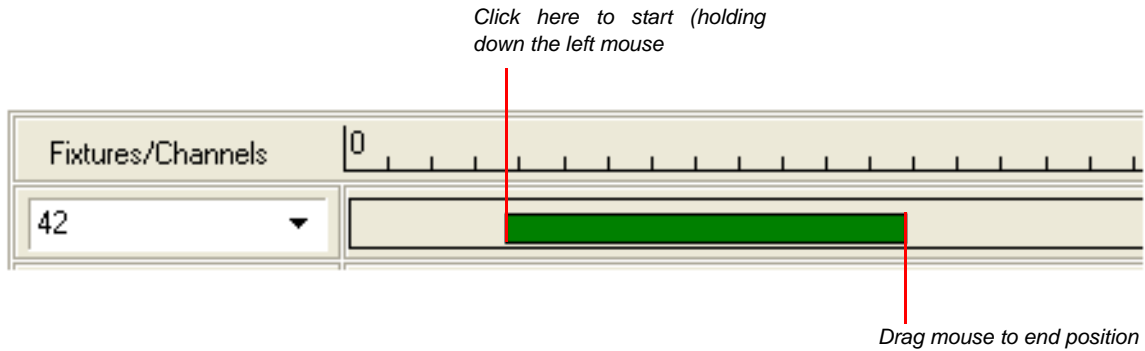 Click here to start (holding
down the left mouse
Fixtures/Channels
0
42
Drag mouse to end position